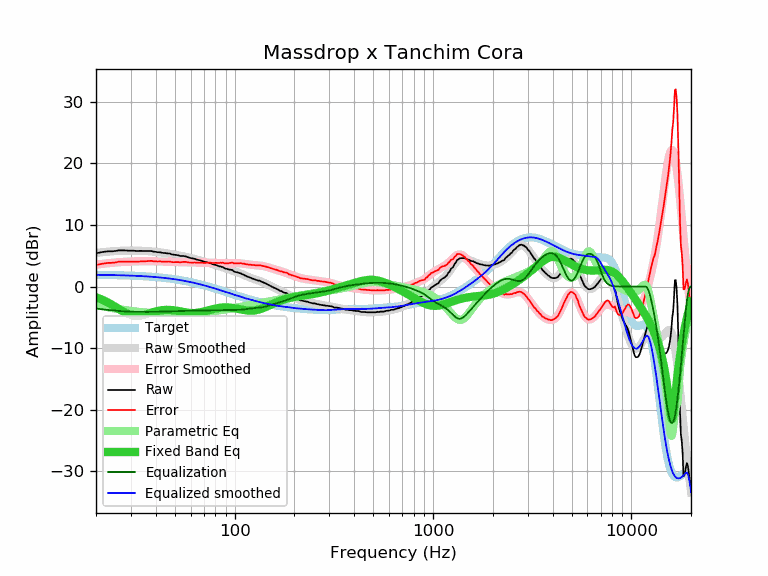 Massdrop x Tanchim Cora
30
20
10
0
−10
−20
−30
Amplitude (dBr)
Target
Raw Smoothed
Error Smoothed
Raw
Error
Parametric Eq
Fixed Band Eq
Equalization
Equalized smoothed
100
1000
10000
Frequency (Hz)